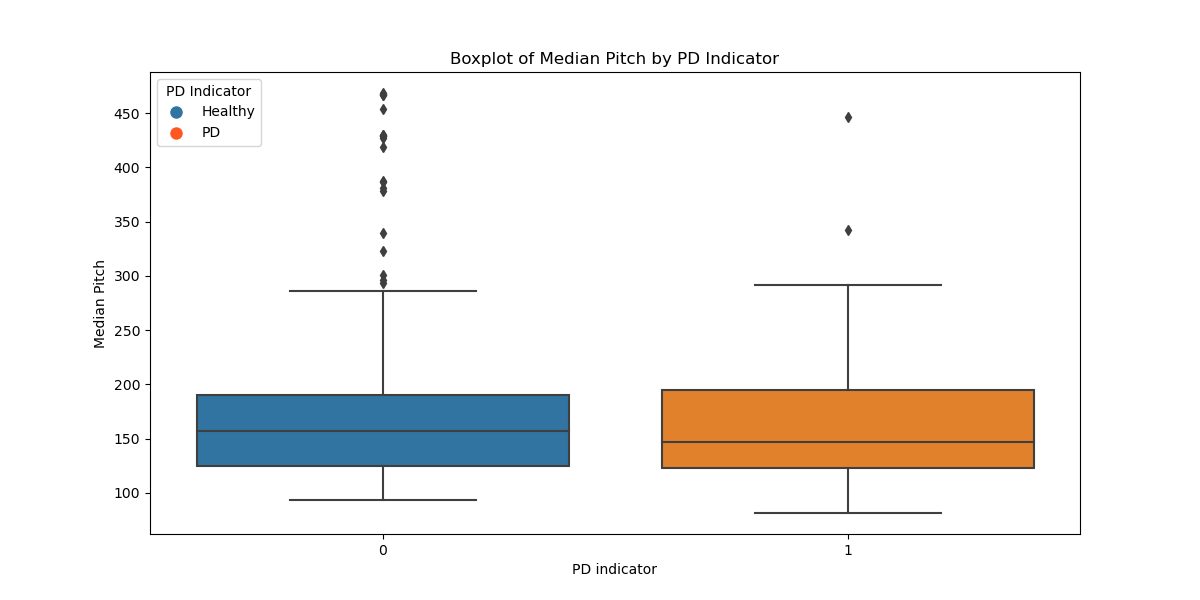 Boxplot of Median Pitch by PD Indicator
PD Indicator
Healthy
PD
Median Pitch
450
400
350
300
250
200
150
100
0
1
PD indicator